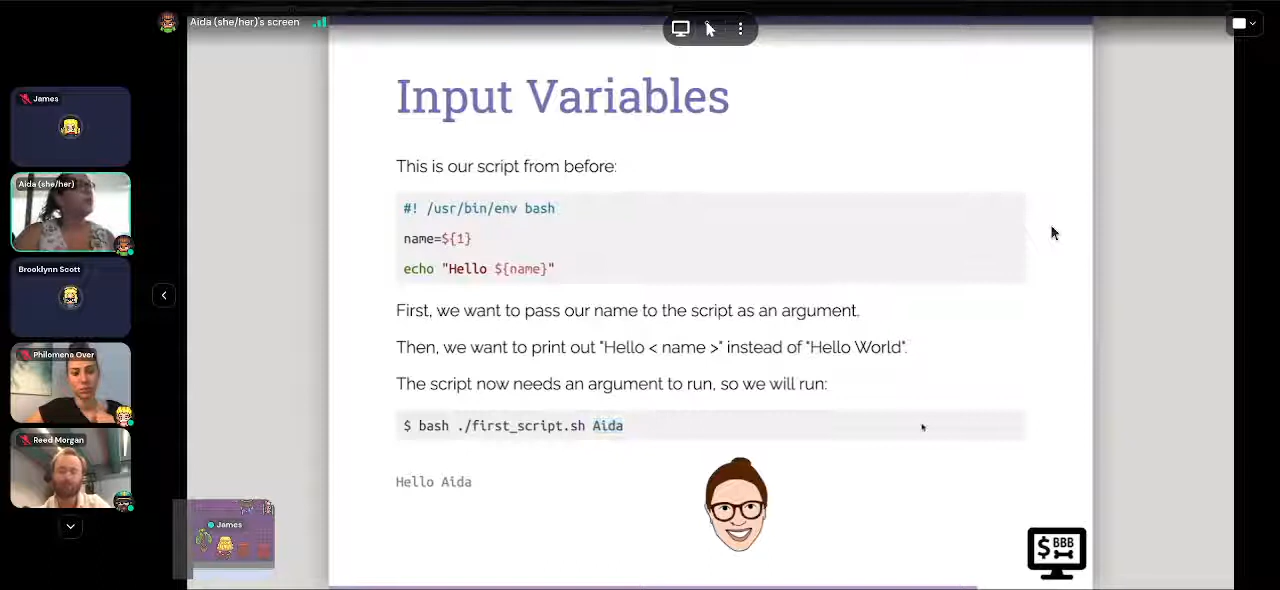 Aida (she/her)'s screen
James
Aida (she/her)
Brooklynn Scott
Philomena Over
Reed Morgan
James
Input Variables
This is our script from before:
#! /usr/bin/env bash
name=${1}
echo "Hello ${name}"
First, we want to pass our name to the script as an argument.
Then, we want to print out "Hello < name >" instead of "Hello World".
The script now needs an argument to run, so we will run:
$ bash ./first_script.sh Aida
Hello Aida
$ BBB